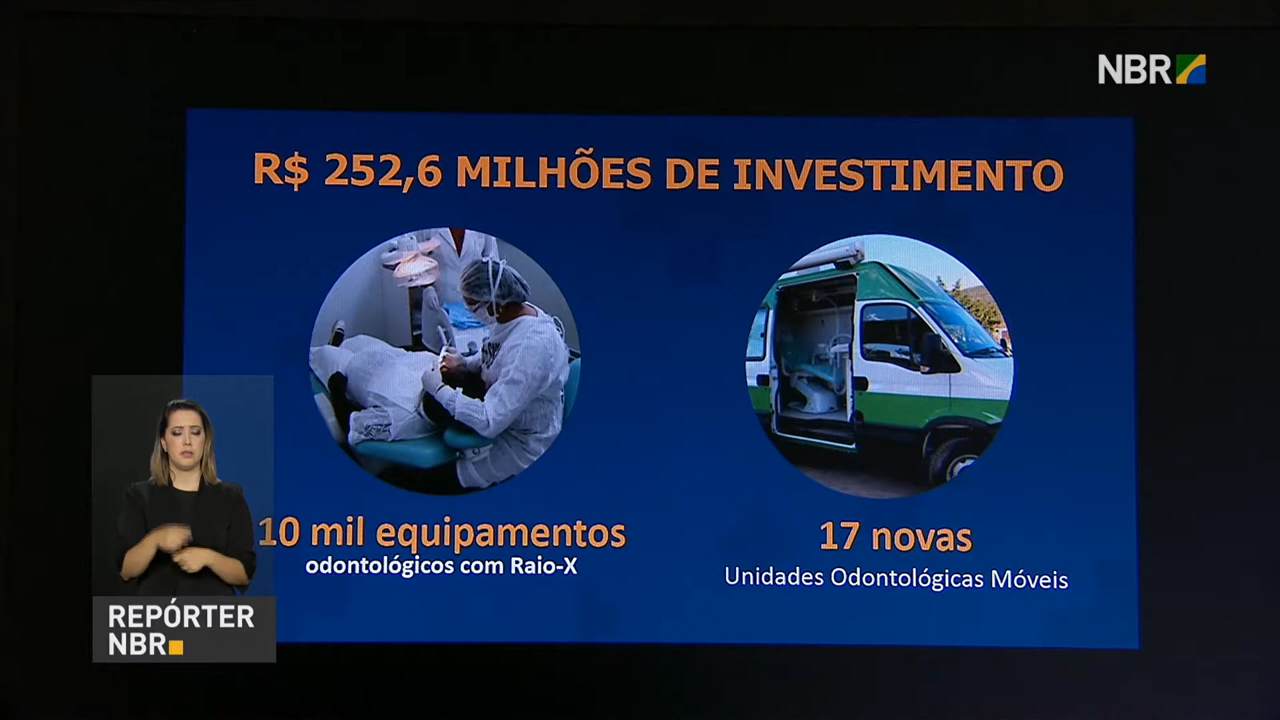 NBR
R$ 252,6 MILHÕES DE INVESTIMENTO
10 mil equipamentos
odontológicos com Raio-X
17 novas
Unidades Odontológicas Móveis
REPÓRTER
NBR